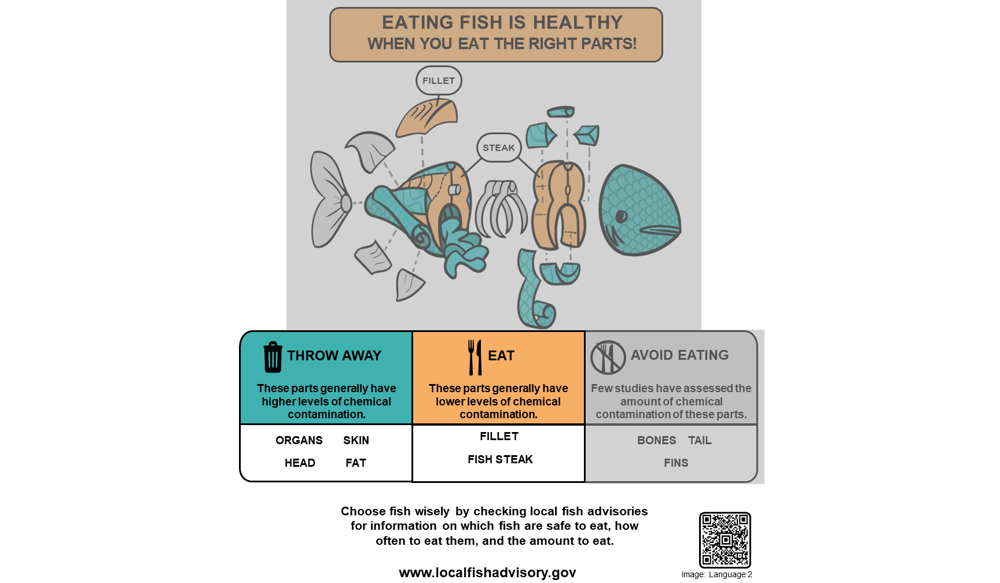 EATING FISH IS HEALTHY
WHEN YOU EAT THE RIGHT PARTS!
FILLET
STEAK
THROW AWAY
These parts generally have
higher levels of chemical
contamination.
ORGANS SKIN
HEAD FAT
EAT
These parts generally have
lower levels of chemical
contamination.
FILLET
FISH STEAK
AVOID EATING
Few studies have assessed the
amount of chemical
contamination of these parts.
BONES TAIL
FINS
Choose fish wisely by checking local fish advisories
for information on which fish are safe to eat, how
often to eat them, and the amount to eat.
www.localfishadvisory.gov
Image: Language 2